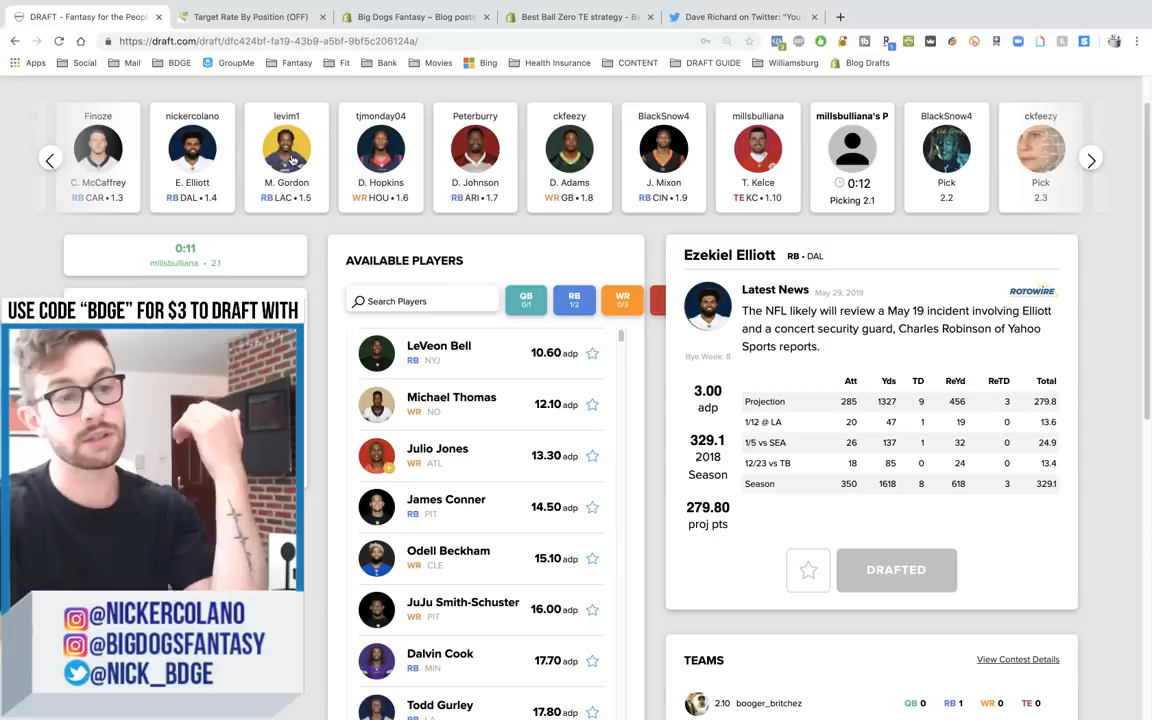 DRAFT - Fantasy for the Peopl
Target Rate By Position (OFF)
Big Dogs Fantasy ~ Blog posts
Best Ball Zero TE strategy - Bi
Dave Richard on Twitter: "You
https://draft.com/draft/dfc424bf-fa19-43b9-a5bf-9bf5c206124a/
Apps
Social
Mail
BDGE
GroupMe
Fantasy
Fit
Bank
Movies
Bing
Health Insurance
CONTENT
DRAFT GUIDE
Williamsburg
Blog Drafts
Finoze
nickercolano
levim1
tjmonday04
Peterburry
ckfeezy
BlackSnow4
millsbulliana
millsbulliana's P
BlackSnow4
ckfeezy
C. McCaffrey
E. Elliott
M. Gordon
D. Hopkins
D. Johnson
D. Adams
J. Mixon
T. Kelce
0:12
Pick
Pick
RB CAR • 1.3
RB DAL • 1.4
RB LAC • 1.5
WR HOU • 1.6
RB ARI • 1.7
WR GB • 1.8
RB CIN • 1.9
TE KC • 1.10
Picking 2.1
2.2
2.3
0:11
millsbulliana • 2.1
USE CODE "BDGE" FOR $3 TO DRAFT WITH
@NICKERCOLANO
@BIGDOGSFANTASY
@NICK_BDGE
AVAILABLE PLAYERS
Search Players
QB
0/1
RB
1/2
WR
0/3
LeVeon Bell
RB NYJ
10.60 adp
Michael Thomas
WR NO
12.10 adp
Julio Jones
WR ATL
13.30 adp
James Conner
RB PIT
14.50 adp
Odell Beckham
WR CLE
15.10 adp
JuJu Smith-Schuster
WR PIT
16.00 adp
Dalvin Cook
RB MIN
17.70 adp
Todd Gurley
RB LA
17.80 adp
Ezekiel Elliott RB • DAL
Latest News May 29, 2019
ROTOWIRE
The NFL likely will review a May 19 incident involving Elliott
and a concert security guard, Charles Robinson of Yahoo
Sports reports.
Bye Week: 8
3.00
adp
329.1
2018
Season
279.80
proj pts
Att Yds TD ReYd ReTD Total
Projection 285 1327 9 456 3 279.8
1/12 @ LA 20 47 1 19 0 13.6
1/5 vs SEA 26 137 1 32 0 24.9
12/23 vs TB 18 85 0 24 0 13.4
Season 350 1618 8 618 3 329.1
DRAFTED
TEAMS
View Contest Details
2.10 booger_britchez
QB 0 RB 1 WR 0 TE 0